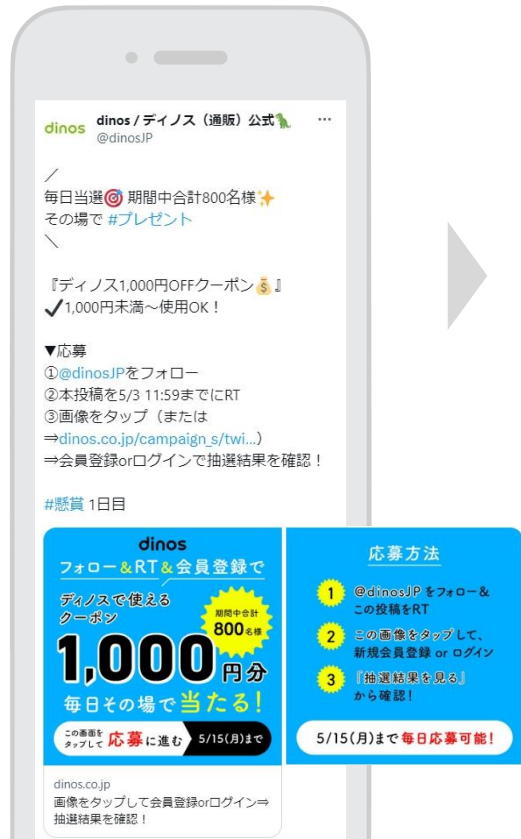 dinos
dinos / ディノス（通販）公式🦖
@dinosJP
…
／
毎日当選🎯 期間中合計800名様✨
その場で #プレゼント
＼
『ディノス1,000円OFFクーポン💰』
✔1,000円未満～使用OK！
▼応募
①@dinosJPをフォロー
②本投稿を5/3 11:59までにRT
③画像をタップ（または
⇒dinos.co.jp/campaign_s/twi...）
⇒会員登録orログインで抽選結果を確認！
#懸賞 1日目
dinos
フォロー&RT&会員登録で
ディノスで使える
クーポン
期間中合計
800名様
1,000円分
毎日その場で当たる！
この画面を
タップして
応募に進む
5/15(月)まで
dinos.co.jp
画像をタップして会員登録orログイン⇒
抽選結果を確認！
応募方法
1 @dinosJP をフォロー&
この投稿をRT
2 この画像をタップして、
新規会員登録 or ログイン
3 『抽選結果を見る』
から確認！
5/15(月)まで毎日応募可能！